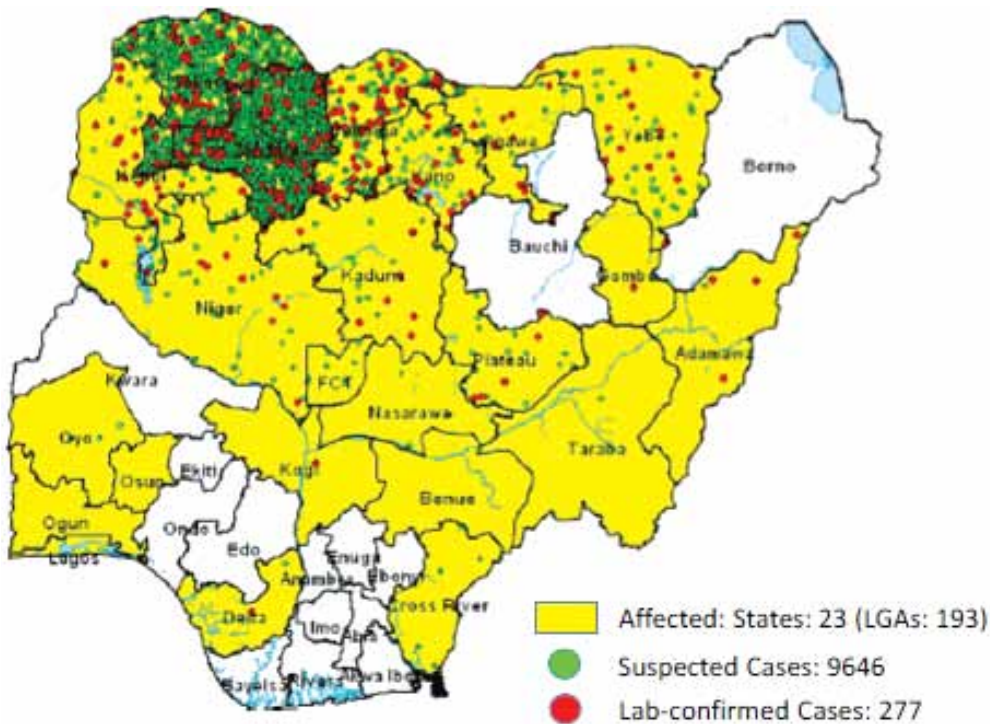 Yobe
Borno
Kano
Bauchi
Kaduna
Gombe
Niger
Adamawa
Plateau
FCT
Kwara
Nasarawa
Taraba
Oyo
Kogi
Ekiti
Osun
Benue
Ogun
Ondo
Edo
Lagos
Enugu
Anambra
Ebonyi
Cross River
Delta
Imo
Abia
Bayelsa
Rivers
Akwa Ibom
Affected: States: 23 (LGAs: 193)
Suspected Cases: 9646
Lab-confirmed Cases: 277